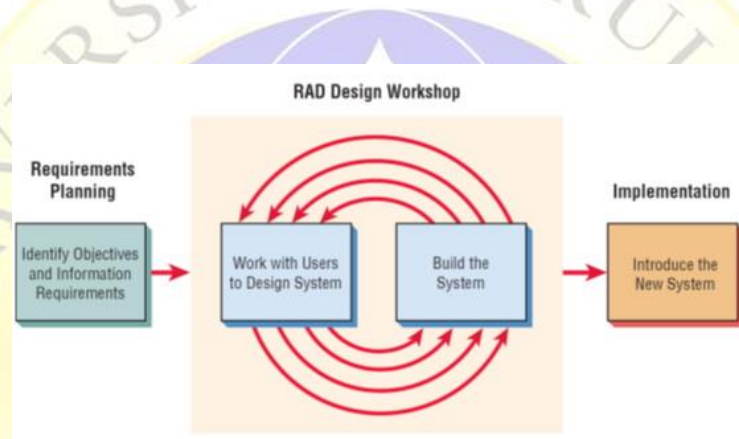 RAD Design Workshop
Requirements
Planning
Identify Objectives
and Information
Requirements
Work with Users
to Design System
Build the
System
Implementation
Introduce the
New System